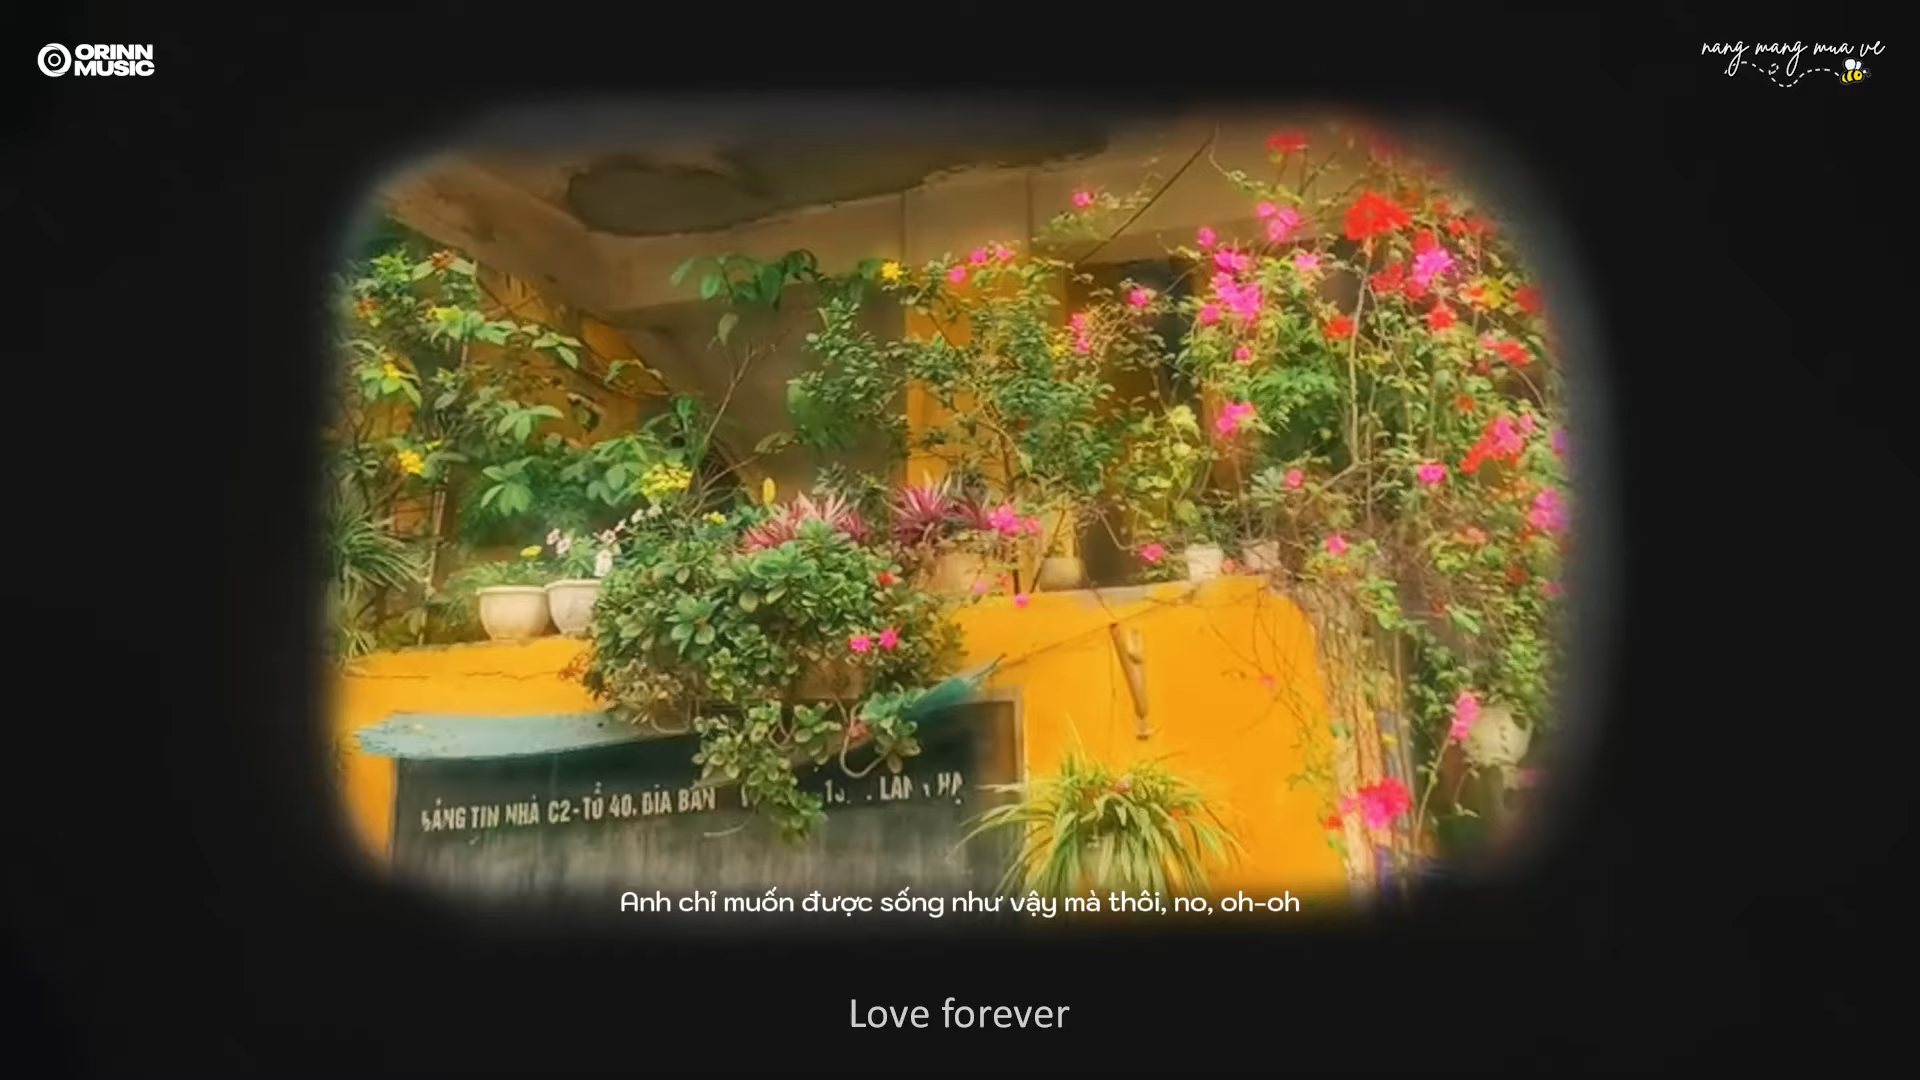 ORINN
MUSIC
nang mang mua ve
BẢNG TIN NHÀ C2-TỔ 40. ĐỊA BÀN
Anh chỉ muốn được sống như vậy mà thôi, no, oh-oh
Love forever